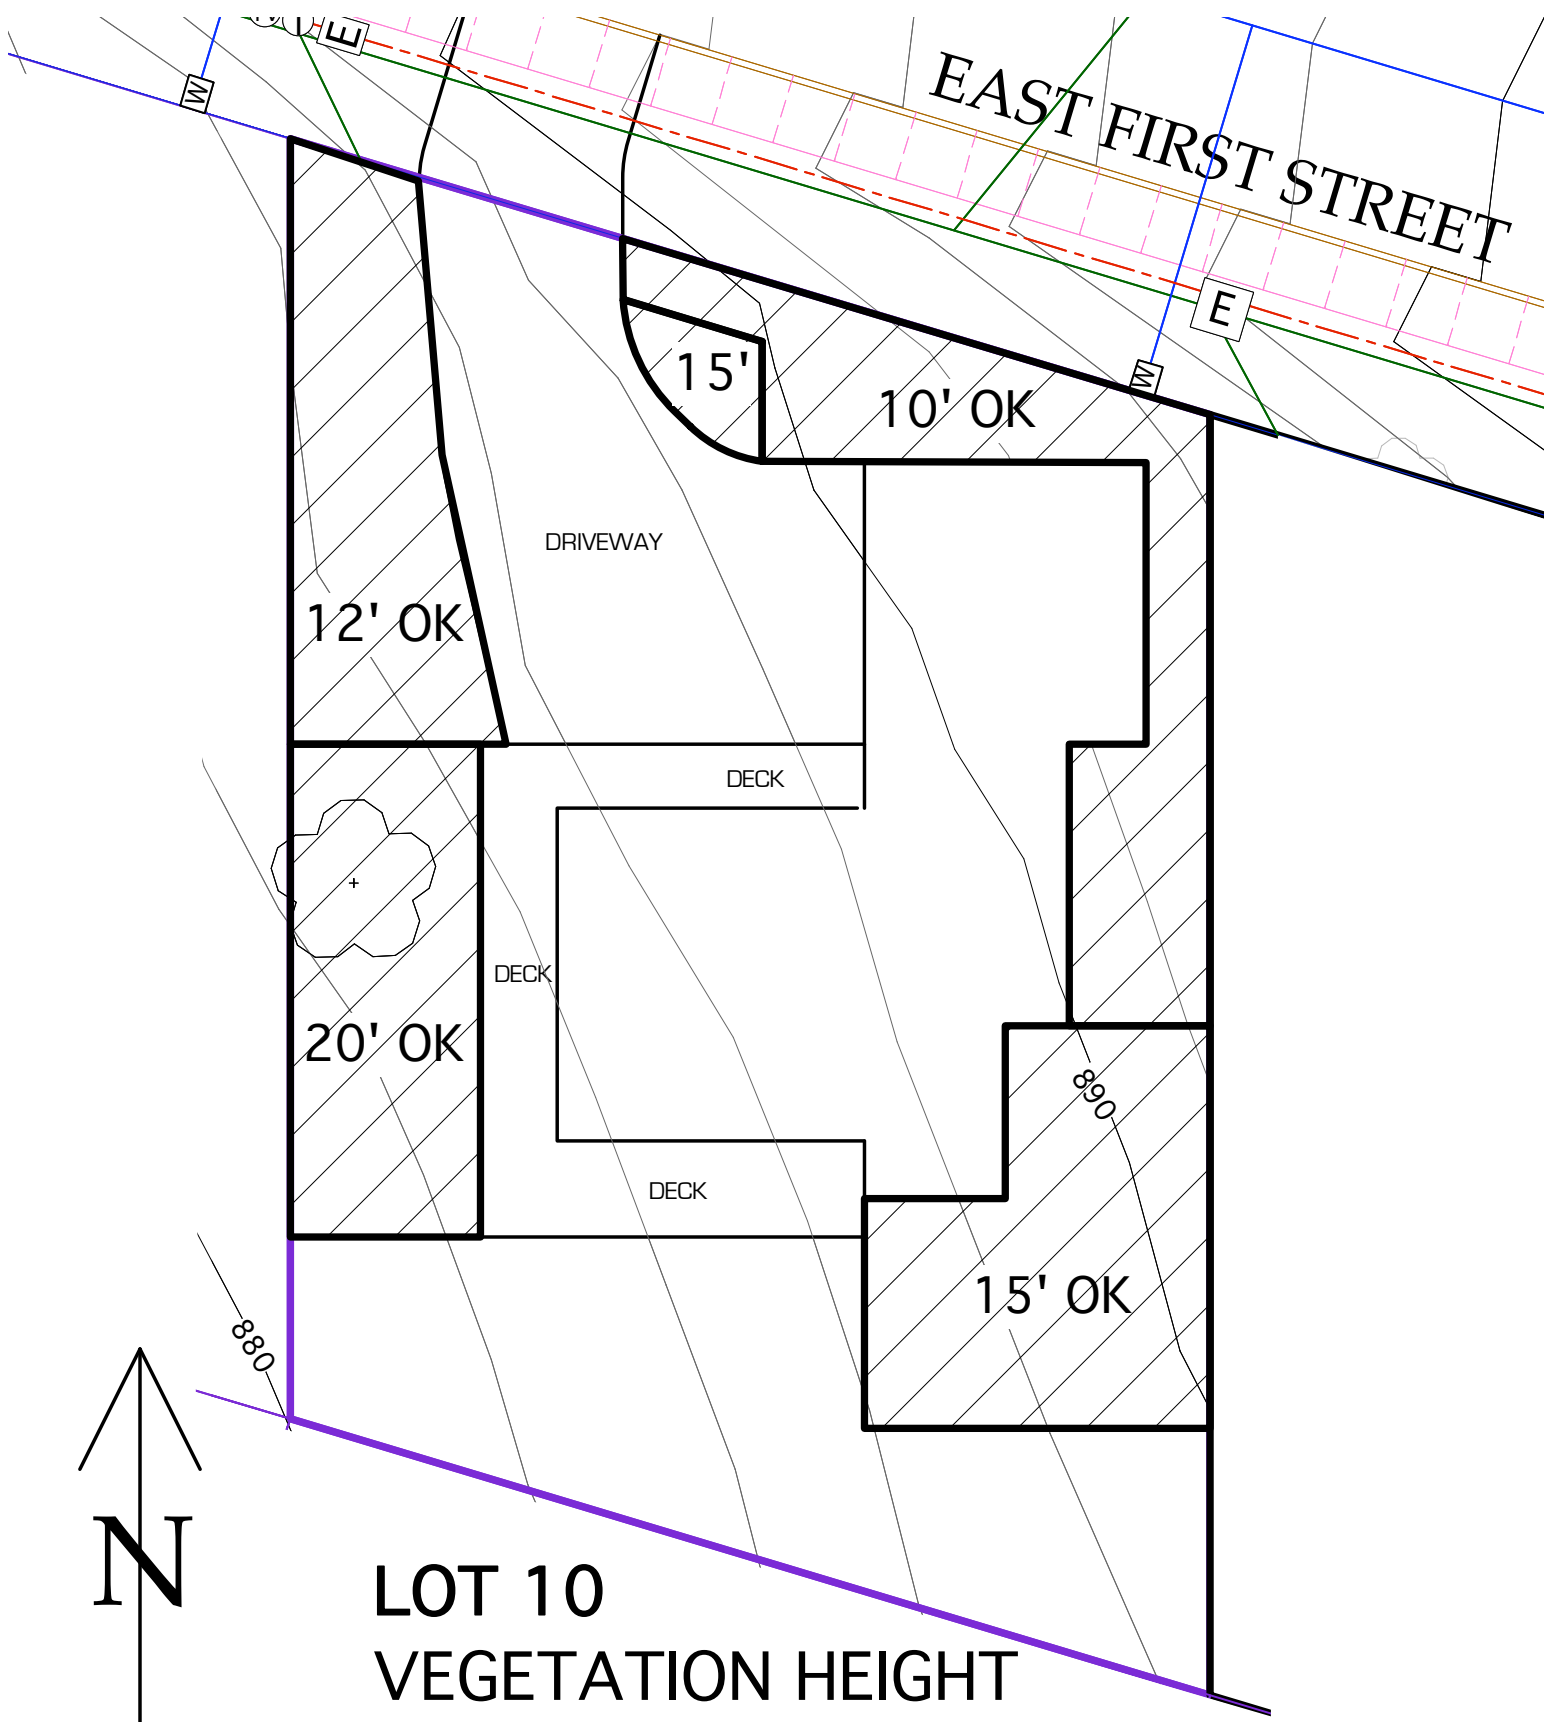 E
W
EAST FIRST STREET
E
W
15'
10' OK
DRIVEWAY
12' OK
DECK
DECK
20' OK
890
DECK
15' OK
880
N
LOT 10
VEGETATION HEIGHT